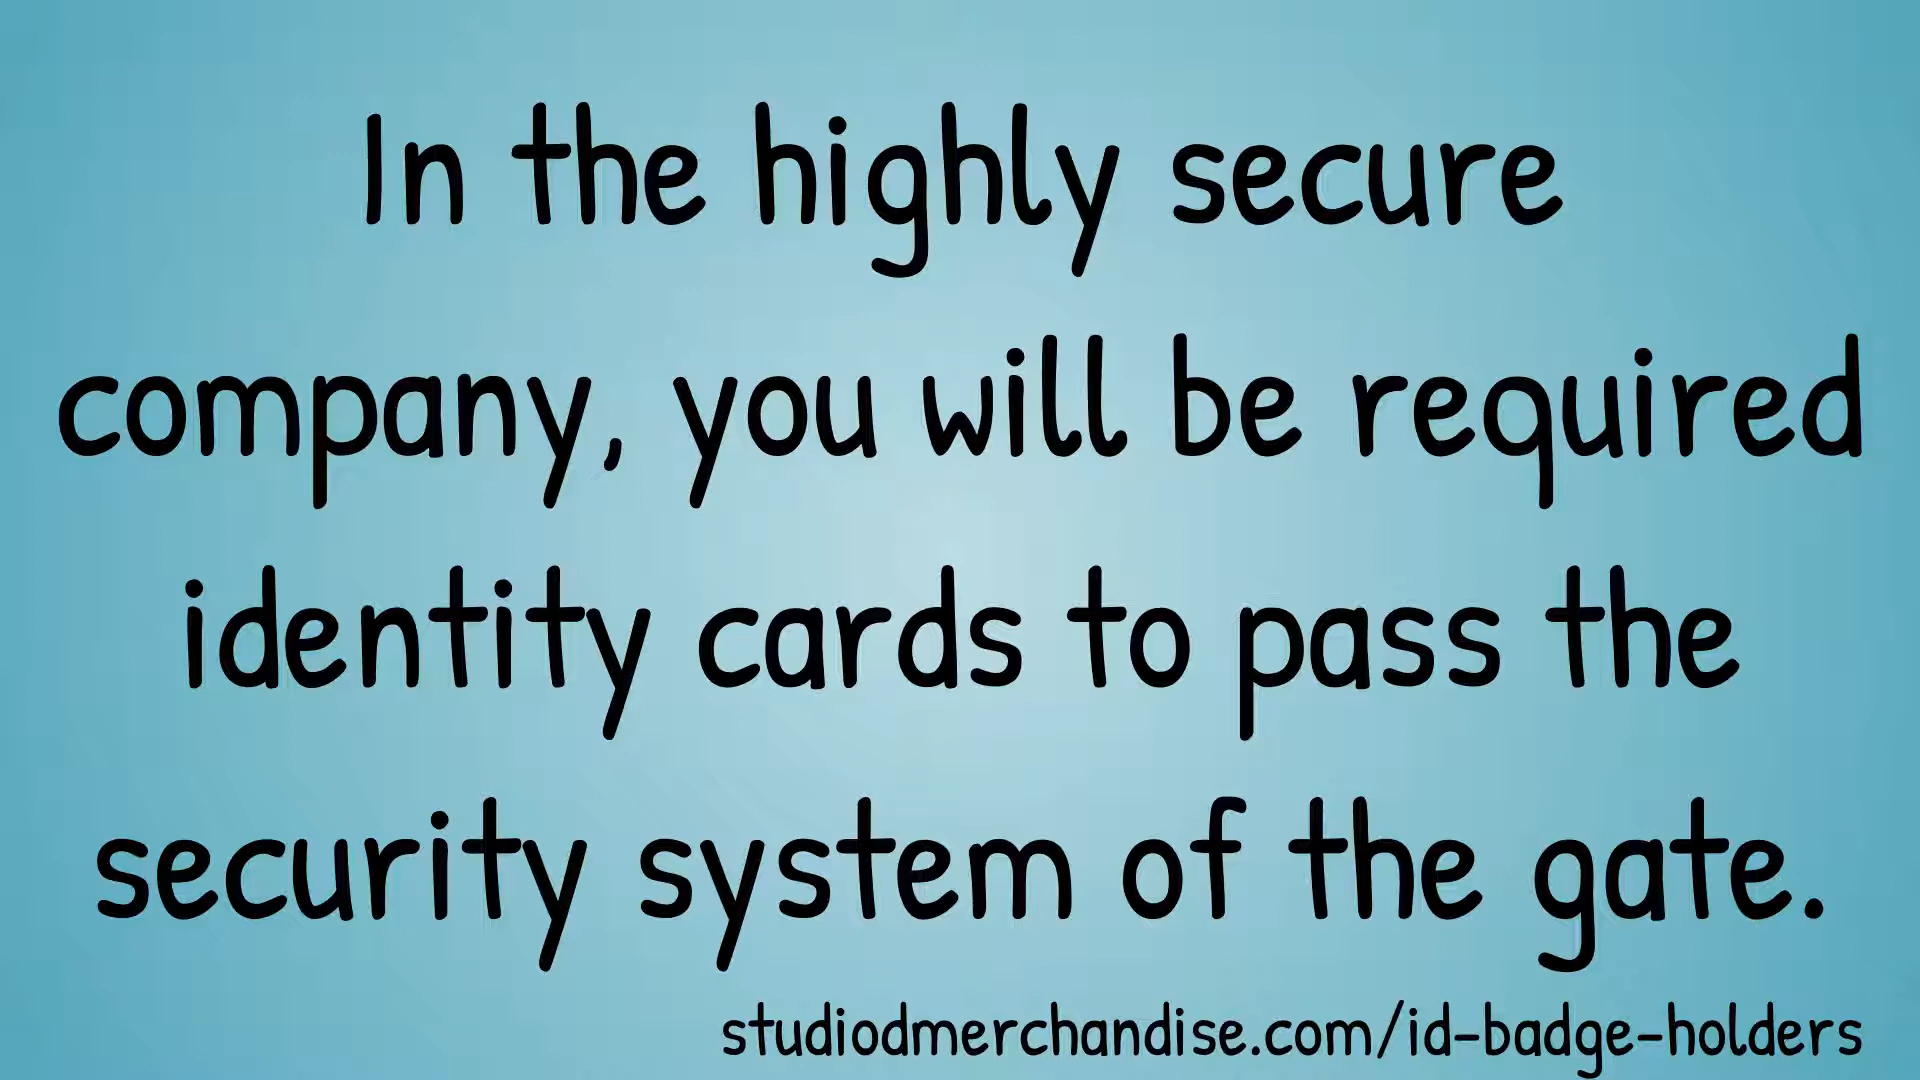 In the highly secure
company, you will be required
identity cards to pass the
security system of the gate.
studiodmerchandise.com/id-badge-holders